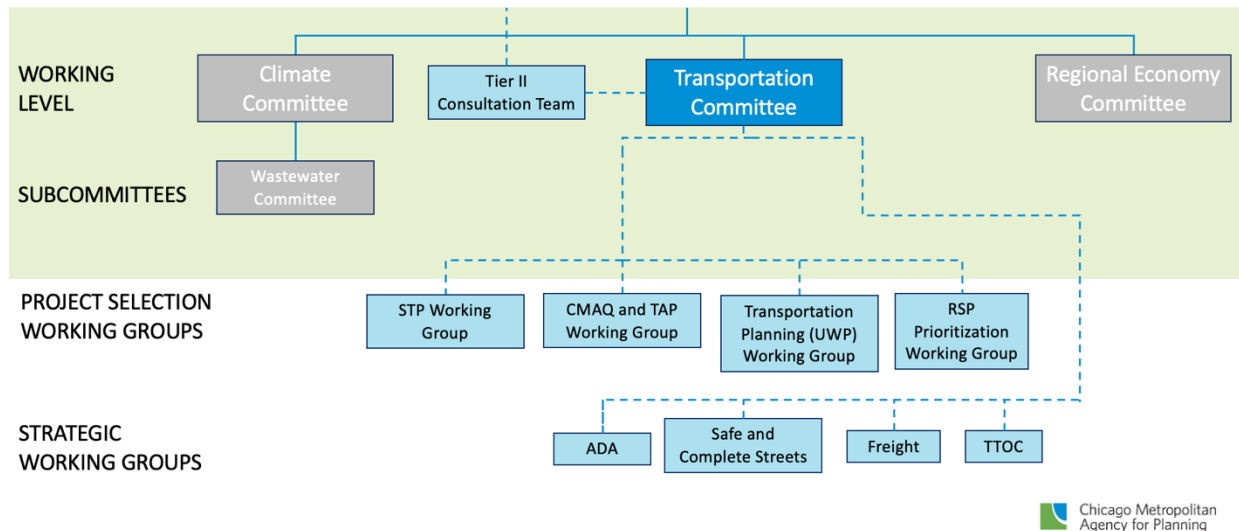 WORKING
LEVEL
Climate
Committee
Tier II
Consultation Team
Transportation
Committee
Regional Economy
Committee
SUBCOMMITTEES
Wastewater
Committee
PROJECT SELECTION
WORKING GROUPS
STP Working
Group
CMAQ and TAP
Working Group
Transportation
Planning (UWP)
Working Group
RSP
Prioritization
Working Group
STRATEGIC
WORKING GROUPS
ADA
Safe and
Complete Streets
Freight
TTOC
Chicago Metropolitan
Agency for Planning